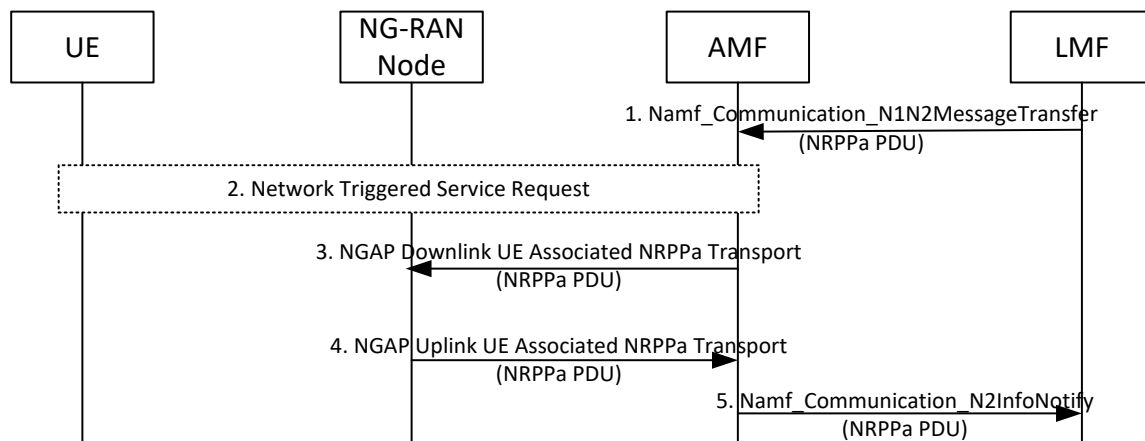 UE
NG-RAN
Node
AMF
LMF
1. Namf_Communication_N1N2MessageTransfer
(NRPPa PDU)
2. Network Triggered Service Request
3. NGAP Downlink UE Associated NRPPa Transport
(NRPPa PDU)
4. NGAP Uplink UE Associated NRPPa Transport
(NRPPa PDU)
5. Namf_Communication_N2InfoNotify
(NRPPa PDU)